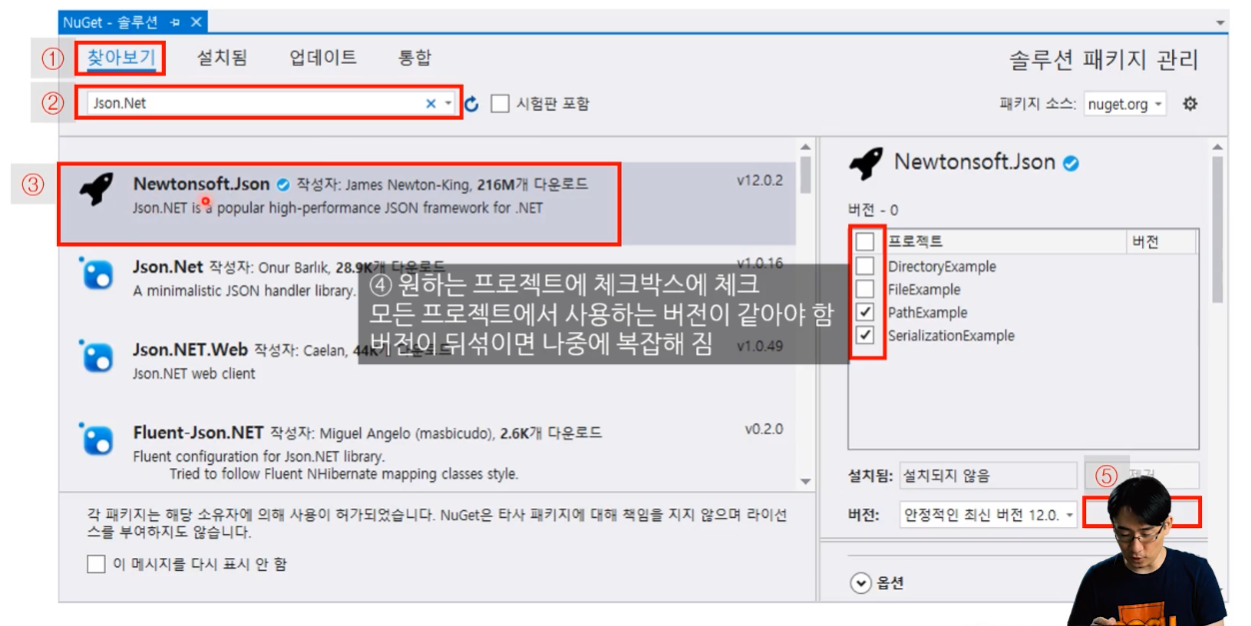 NuGet - 솔루션
① 찾아보기 설치됨 업데이트 통합
솔루션 패키지 관리
② Json.Net
시험판 포함
패키지 소스: nuget.org
③ Newtonsoft.Json 작성자: James Newton-King, 216M개 다운로드
v12.0.2
Json.NET is a popular high-performance JSON framework for .NET
Json.Net 작성자: Onur Barlık, 28.9K개 다운로드
v1.0.16
A minimalistic JSON handler library.
Json.NET.Web 작성자: Caelan, 44K개 다운로드
v1.0.49
Json.NET web client
Fluent-Json.NET 작성자: Miguel Angelo (masbicudo), 2.6K개 다운로드
v0.2.0
Fluent configuration for Json.NET library.
Tried to follow Fluent NHibernate mapping classes style.
④ 원하는 프로젝트에 체크박스에 체크
모든 프로젝트에서 사용하는 버전이 같아야 함
버전이 뒤섞이면 나중에 복잡해 짐
각 패키지는 해당 소유자에 의해 사용이 허가되었습니다. NuGet은 타사 패키지에 대해 책임을 지지 않으며 라이선
스를 부여하지도 않습니다.
이 메시지를 다시 표시 안 함
Newtonsoft.Json
버전 - 0
프로젝트 버전
DirectoryExample
FileExample
PathExample
SerializationExample
설치됨: 설치되지 않음
⑤
버전: 안정적인 최신 버전 12.0.
옵션